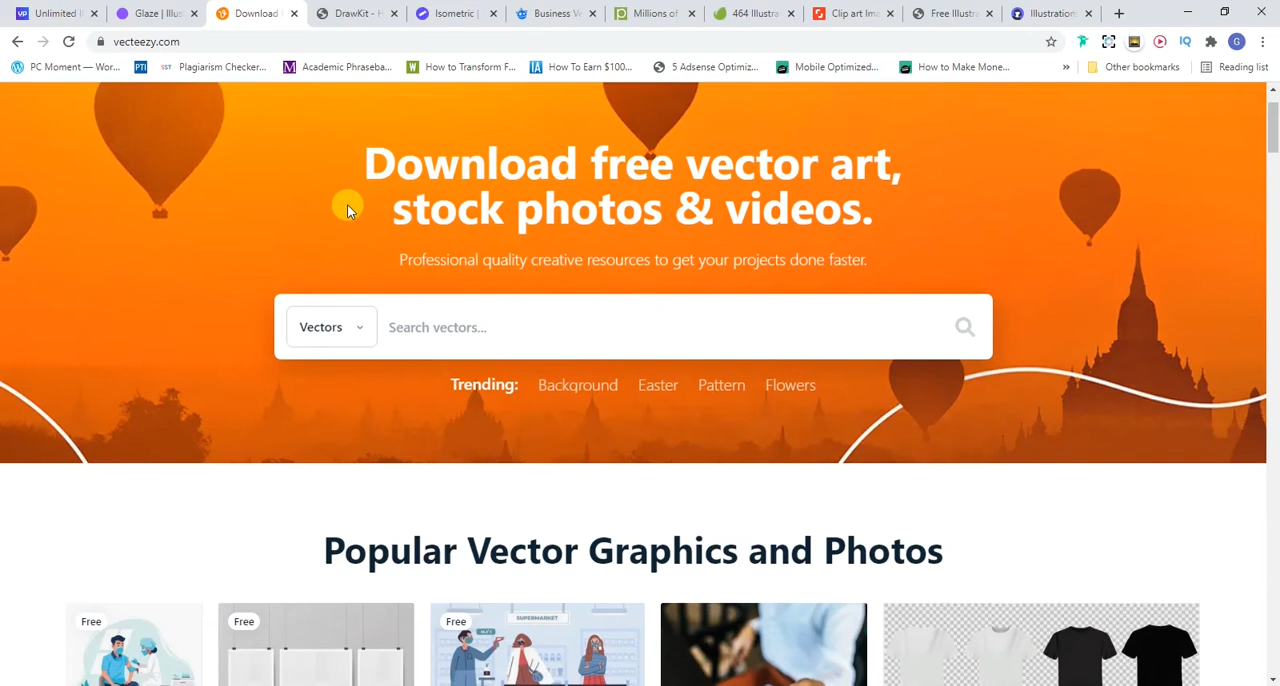 Unlimited
Glaze | Illus
Download
DrawKit - H
Isometric |
Business Ve
Millions of
464 Illustra
Clip art Ima
Free Illustra
Illustrations
vecteezy.com
G
PC Moment — Wor...
PTI
Plagiarism Checker...
Academic Phraseba...
How to Transform F...
How To Earn $100...
5 Adsense Optimiz...
Mobile Optimized...
How to Make Mone...
»
Other bookmarks
Reading list
Download free vector art,
stock photos & videos.
Professional quality creative resources to get your projects done faster.
Vectors
Search vectors...
Trending: Background Easter Pattern Flowers
Popular Vector Graphics and Photos
Free
Free
Free
SUPERMARKET